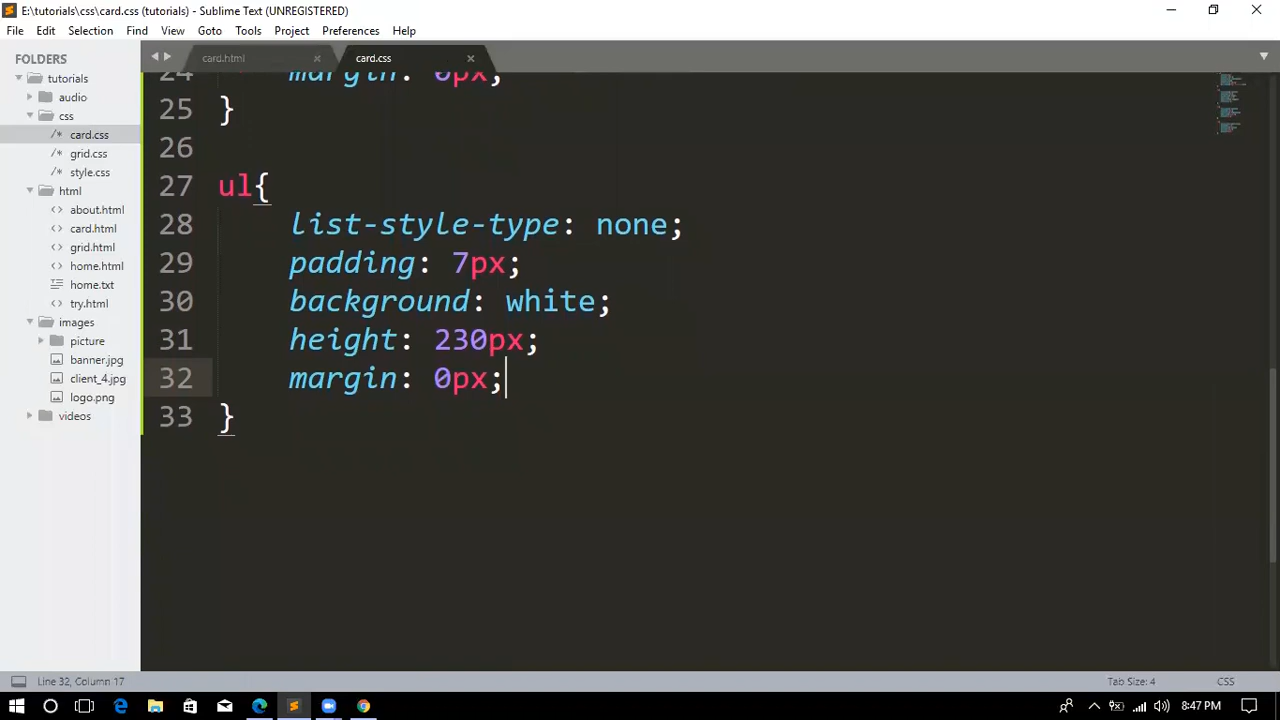 E:\tutorials\css\card.css (tutorials) - Sublime Text (UNREGISTERED)
File Edit Selection Find View Goto Tools Project Preferences Help
FOLDERS
tutorials
audio
css
/* card.css
/* grid.css
/* style.css
html
<> about.html
<> card.html
<> grid.html
<> home.html
home.txt
<> try.html
images
picture
banner.jpg
client_4.jpg
logo.png
videos
card.html × card.css ×
24 margin: 0px;
25 }
26
27 ul{
28 list-style-type: none;
29 padding: 7px;
30 background: white;
31 height: 230px;
32 margin: 0px;
33 }
Line 32, Column 17 Tab Size: 4 CSS
8:47 PM